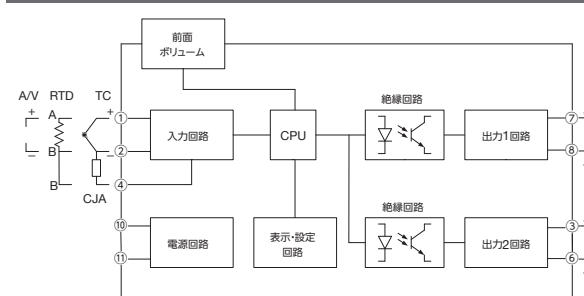 前面
ボリューム
A/V RTD TC
絶縁回路
+ A + ①
入力回路
CPU
出力1回路
⑦
− B − ②
⑧
B ④
CJA
絶縁回路
⑩
電源回路
表示・設定
回路
出力2回路
③
⑪
⑥